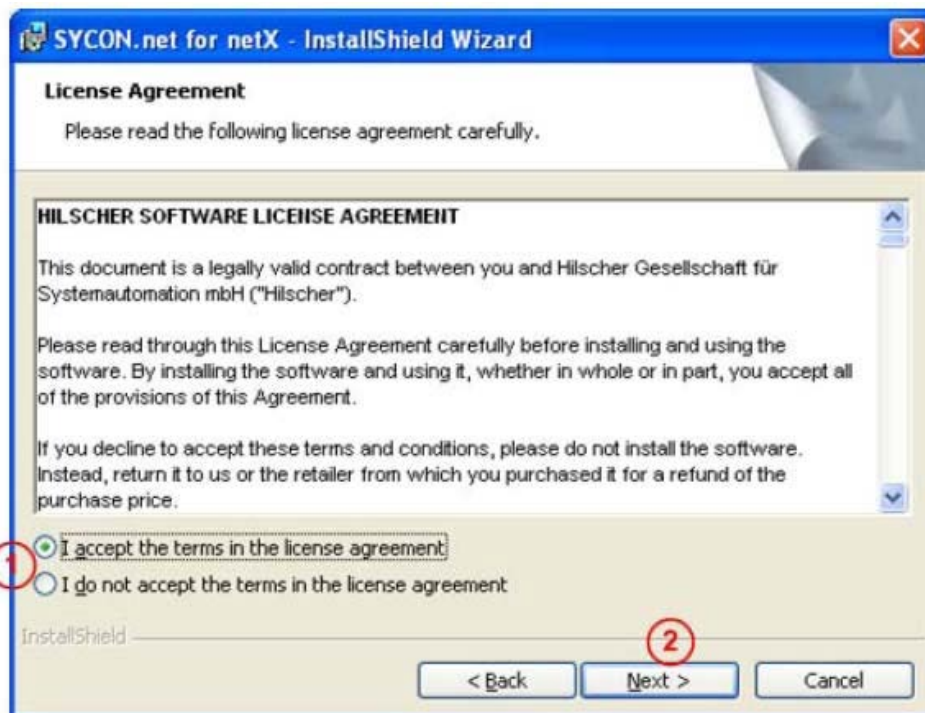 SYCON.net for netX - InstallShield Wizard
License Agreement
Please read the following license agreement carefully.
HILSCHER SOFTWARE LICENSE AGREEMENT
This document is a legally valid contract between you and Hilscher Gesellschaft für
Systemautomation mbH ("Hilscher").
Please read through this License Agreement carefully before installing and using the
software. By installing the software and using it, whether in whole or in part, you accept all
of the provisions of this Agreement.
If you decline to accept these terms and conditions, please do not install the software.
Instead, return it to us or the retailer from which you purchased it for a refund of the
purchase price.
1
I accept the terms in the license agreement
I do not accept the terms in the license agreement
InstallShield
2
< Back
Next >
Cancel